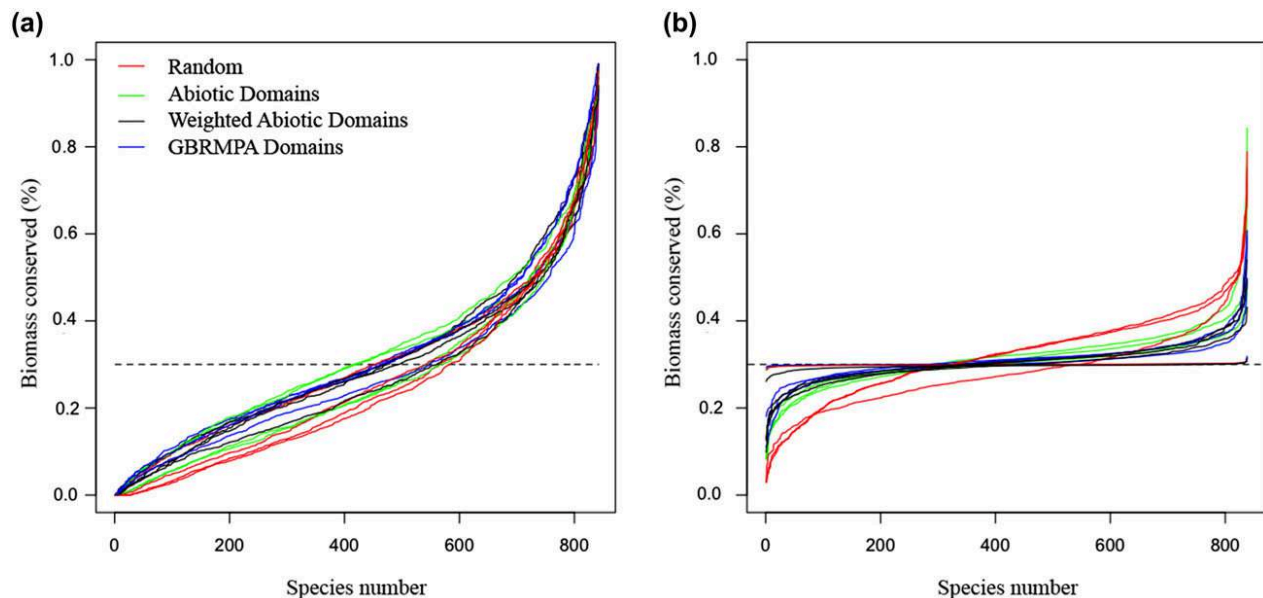 (a)
Biomass conserved (%)
1.0
0.8
0.6
0.4
0.2
0.0
Random
Abiotic Domains
Weighted Abiotic Domains
GBRMPA Domains
0 200 400 600 800
Species number
(b)
Biomass conserved (%)
1.0
0.8
0.6
0.4
0.2
0.0
0 200 400 600 800
Species number